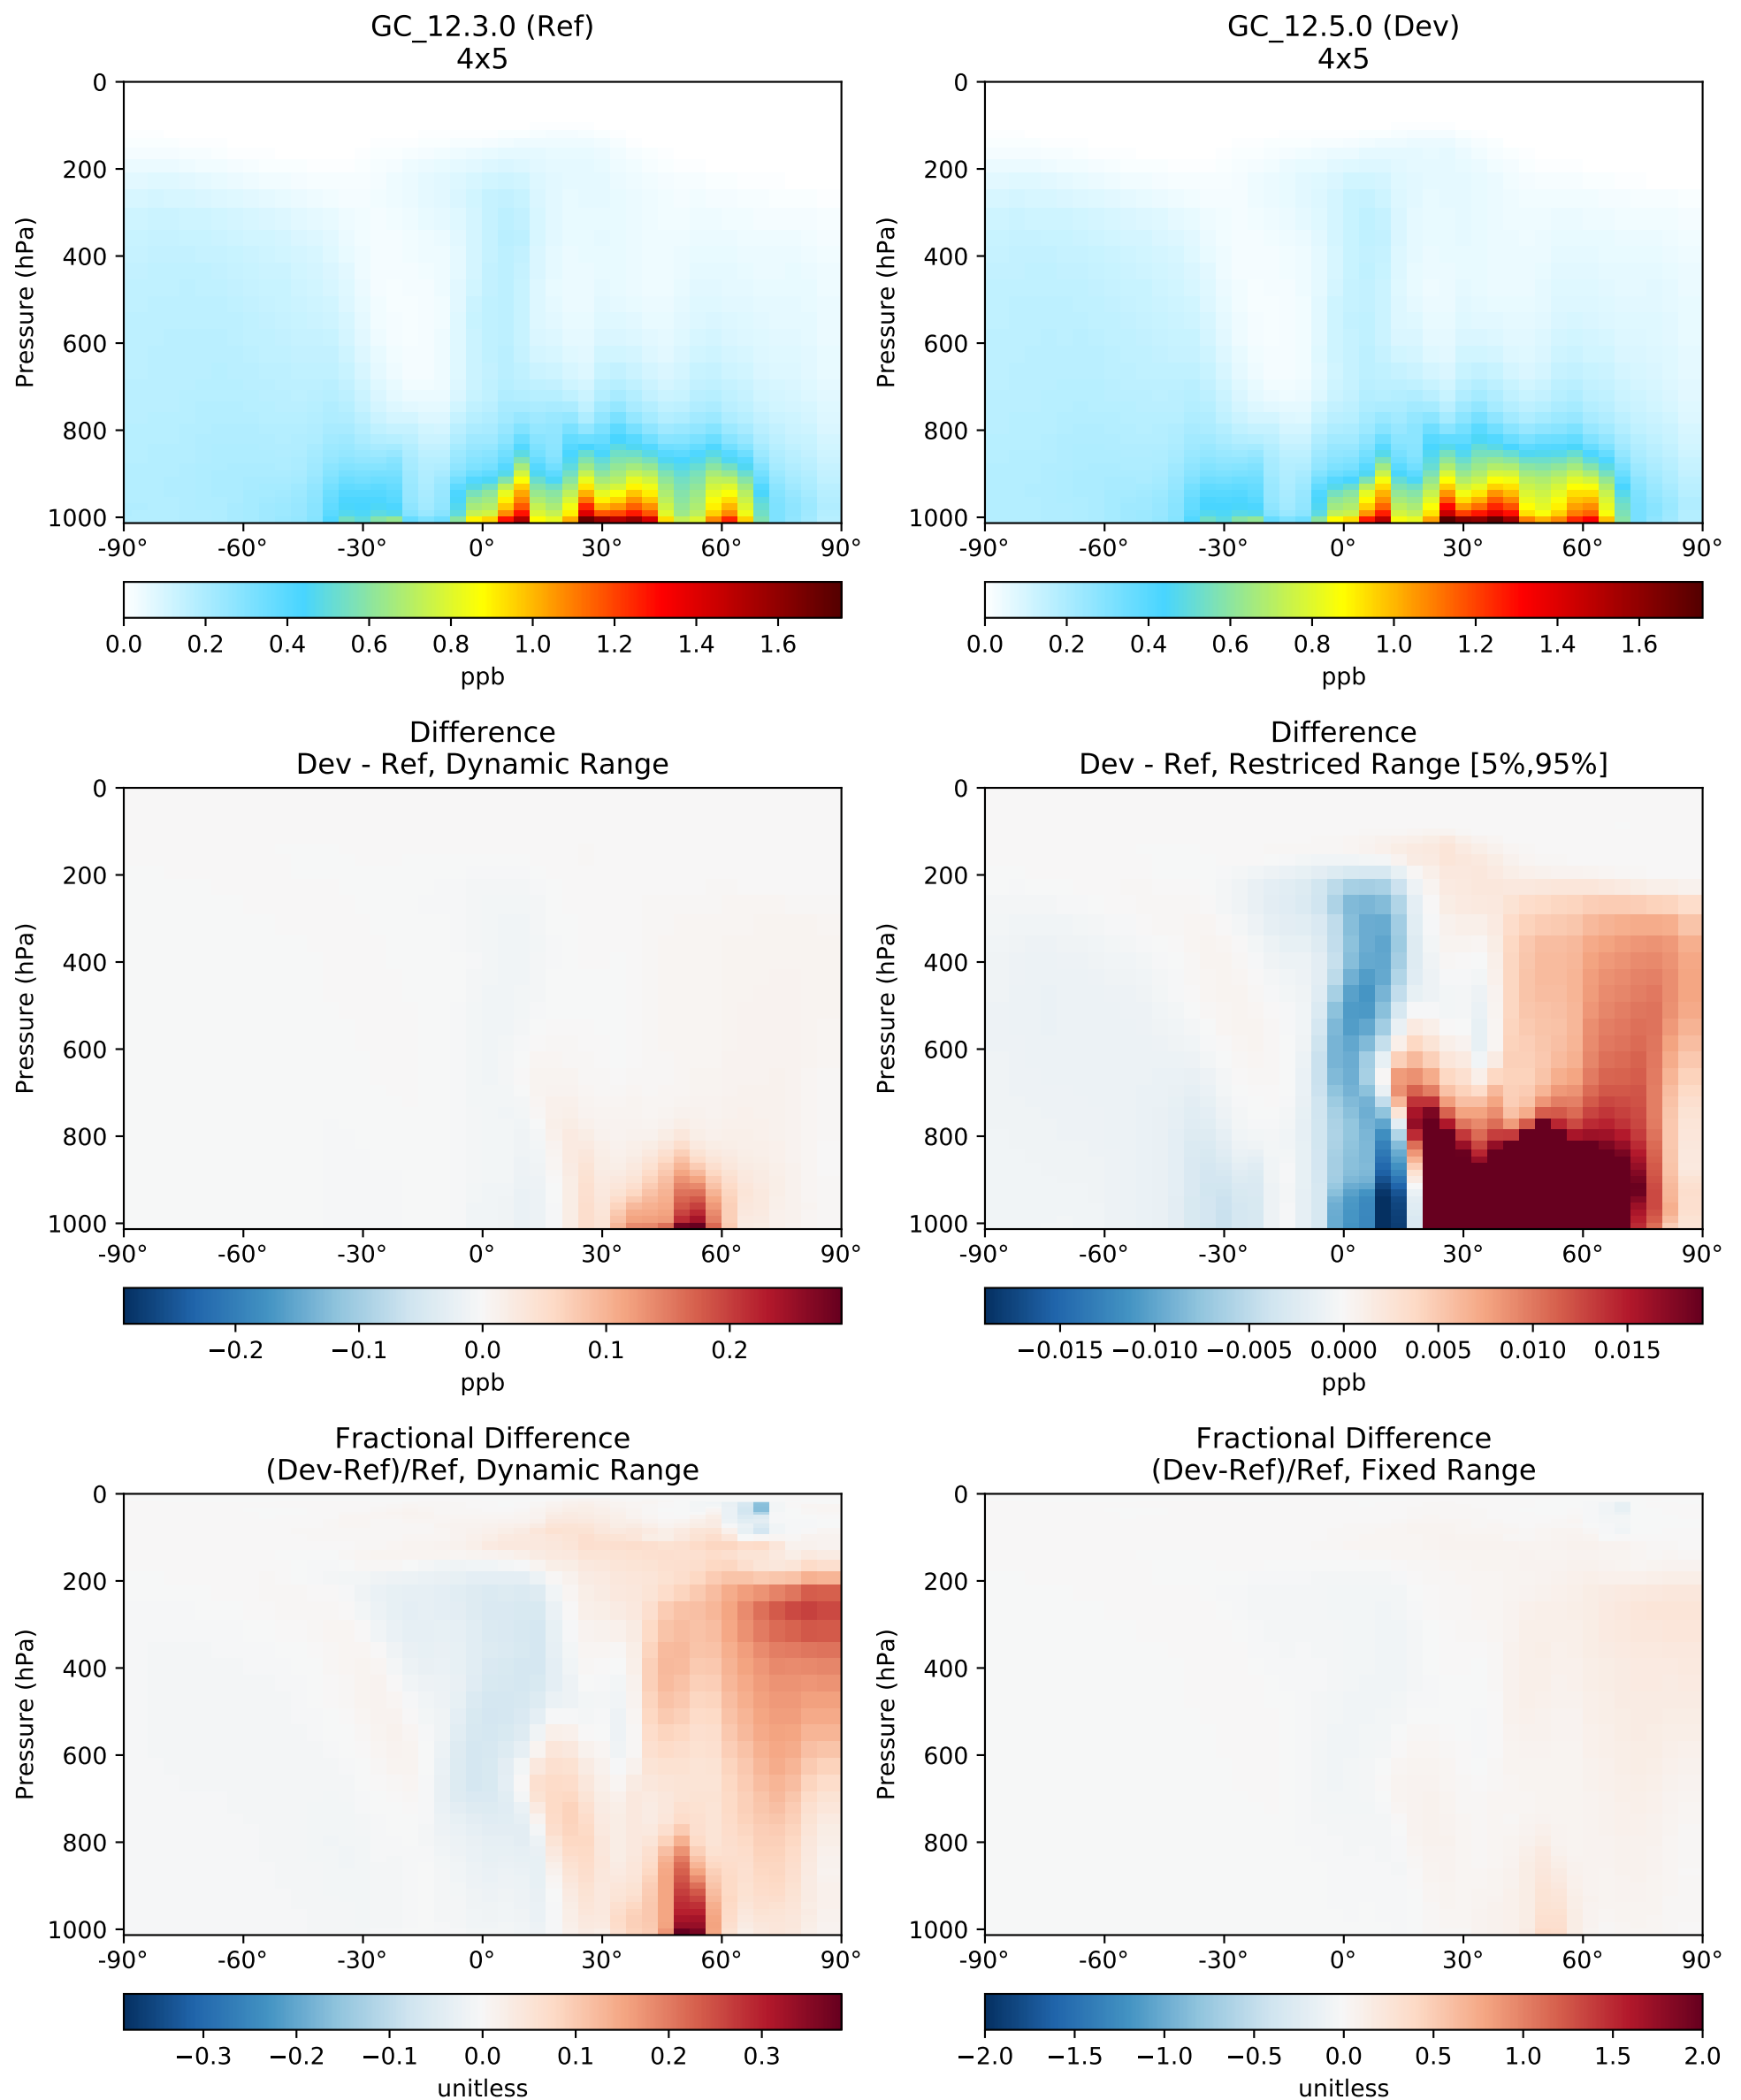 GC_12.3.0 (Ref)
4x5
GC_12.5.0 (Dev)
4x5
Pressure (hPa)
0
200
400
600
800
1000
-90° -60° -30° 0° 30° 60° 90°
0.0 0.2 0.4 0.6 0.8 1.0 1.2 1.4 1.6
ppb
Pressure (hPa)
0
200
400
600
800
1000
-90° -60° -30° 0° 30° 60° 90°
0.0 0.2 0.4 0.6 0.8 1.0 1.2 1.4 1.6
ppb
Difference
Dev - Ref, Dynamic Range
Pressure (hPa)
0
200
400
600
800
1000
-90° -60° -30° 0° 30° 60° 90°
−0.2 −0.1 0.0 0.1 0.2
ppb
Difference
Dev - Ref, Restriced Range [5%,95%]
Pressure (hPa)
0
200
400
600
800
1000
-90° -60° -30° 0° 30° 60° 90°
−0.015 −0.010 −0.005 0.000 0.005 0.010 0.015
ppb
Fractional Difference
(Dev-Ref)/Ref, Dynamic Range
Pressure (hPa)
0
200
400
600
800
1000
-90° -60° -30° 0° 30° 60° 90°
−0.3 −0.2 −0.1 0.0 0.1 0.2 0.3
unitless
Fractional Difference
(Dev-Ref)/Ref, Fixed Range
Pressure (hPa)
0
200
400
600
800
1000
-90° -60° -30° 0° 30° 60° 90°
−2.0 −1.5 −1.0 −0.5 0.0 0.5 1.0 1.5 2.0
unitless